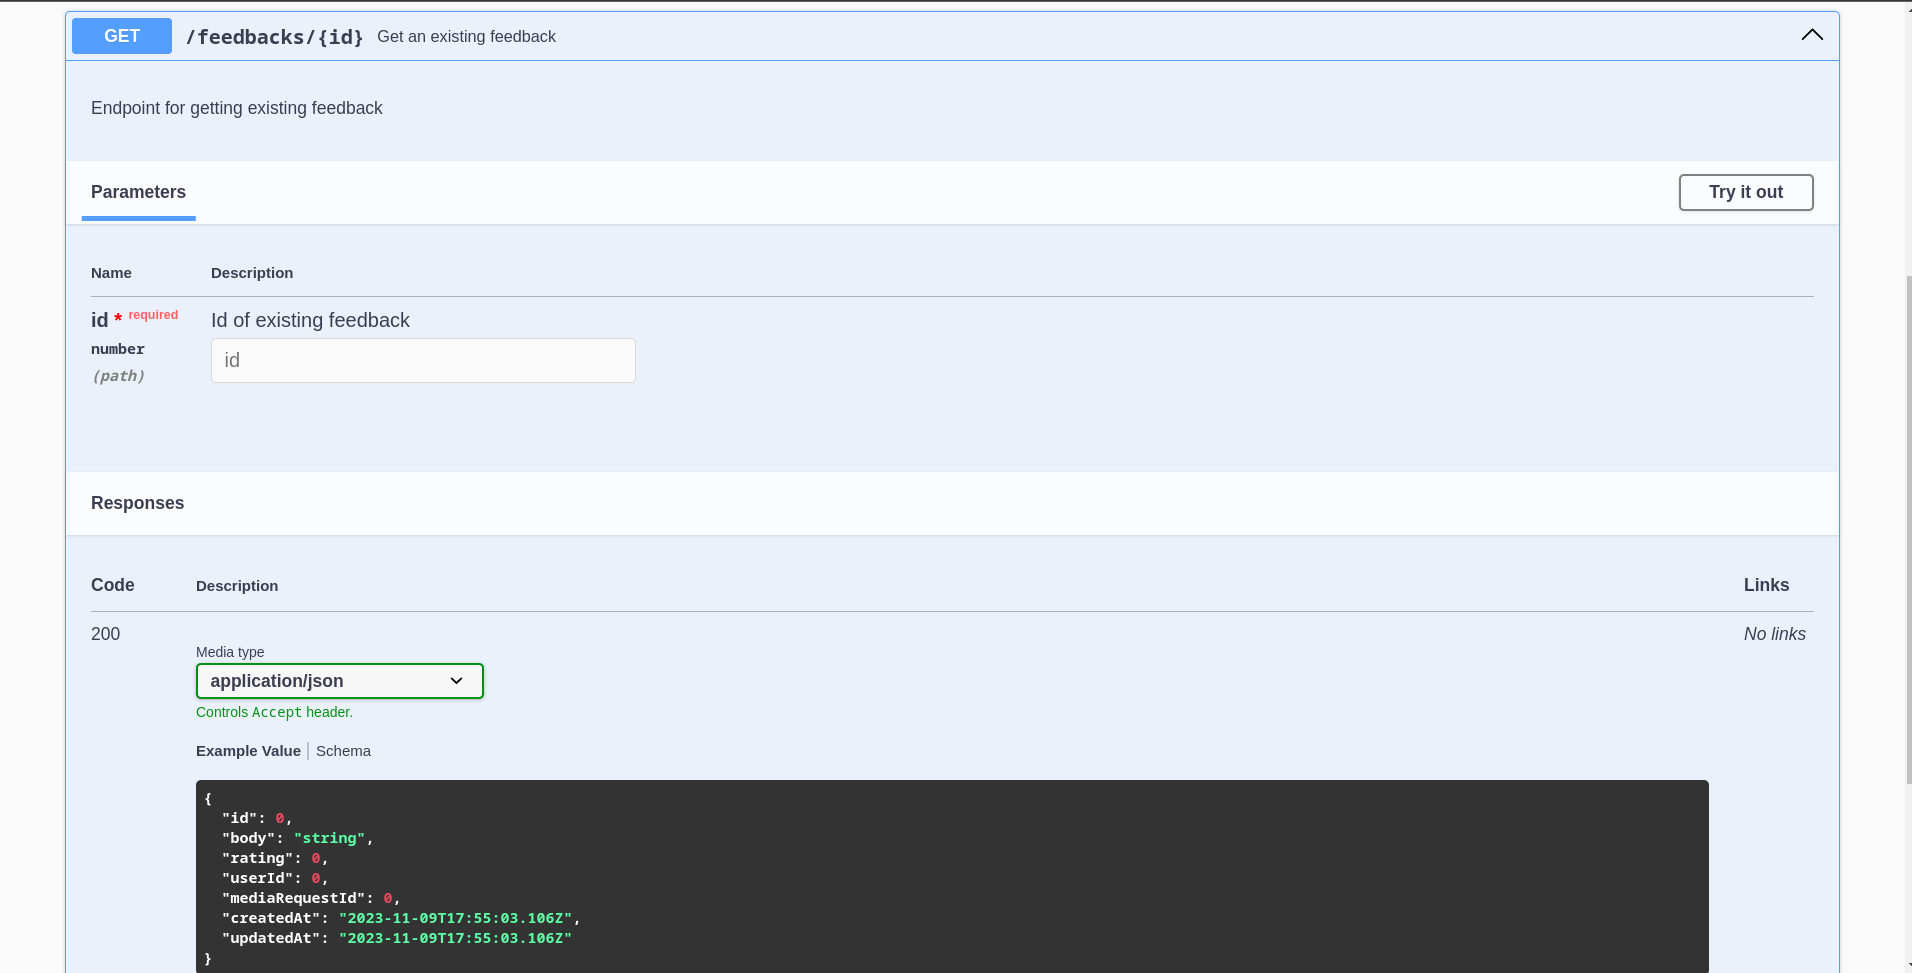 GET /feedbacks/{id} Get an existing feedback
Endpoint for getting existing feedback
Parameters Try it out
Name Description
id * required Id of existing feedback
number id
(path)
Responses
Code Description Links
200 No links
Media type
application/json
Controls Accept header.
Example Value Schema
{
  "id": 0,
  "body": "string",
  "rating": 0,
  "userId": 0,
  "mediaRequestId": 0,
  "createdAt": "2023-11-09T17:55:03.106Z",
  "updatedAt": "2023-11-09T17:55:03.106Z"
}